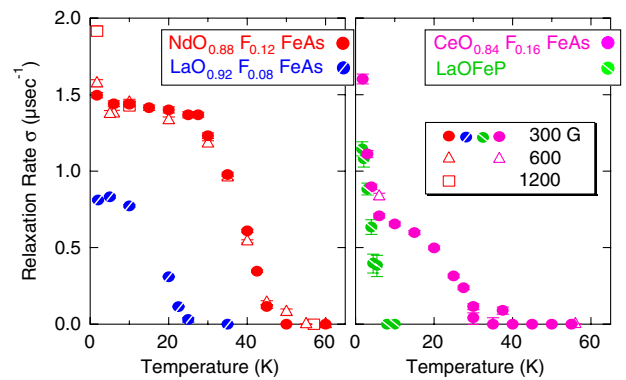 2.0
1.5
1.0
0.5
0.0
Relaxation Rate σ (μsec⁻¹)
NdO₀.₈₈ F₀.₁₂ FeAs
LaO₀.₉₂ F₀.₀₈ FeAs
0 20 40 60
Temperature (K)
CeO₀.₈₄ F₀.₁₆ FeAs
LaOFeP
300 G
600
1200
0 20 40 60
Temperature (K)